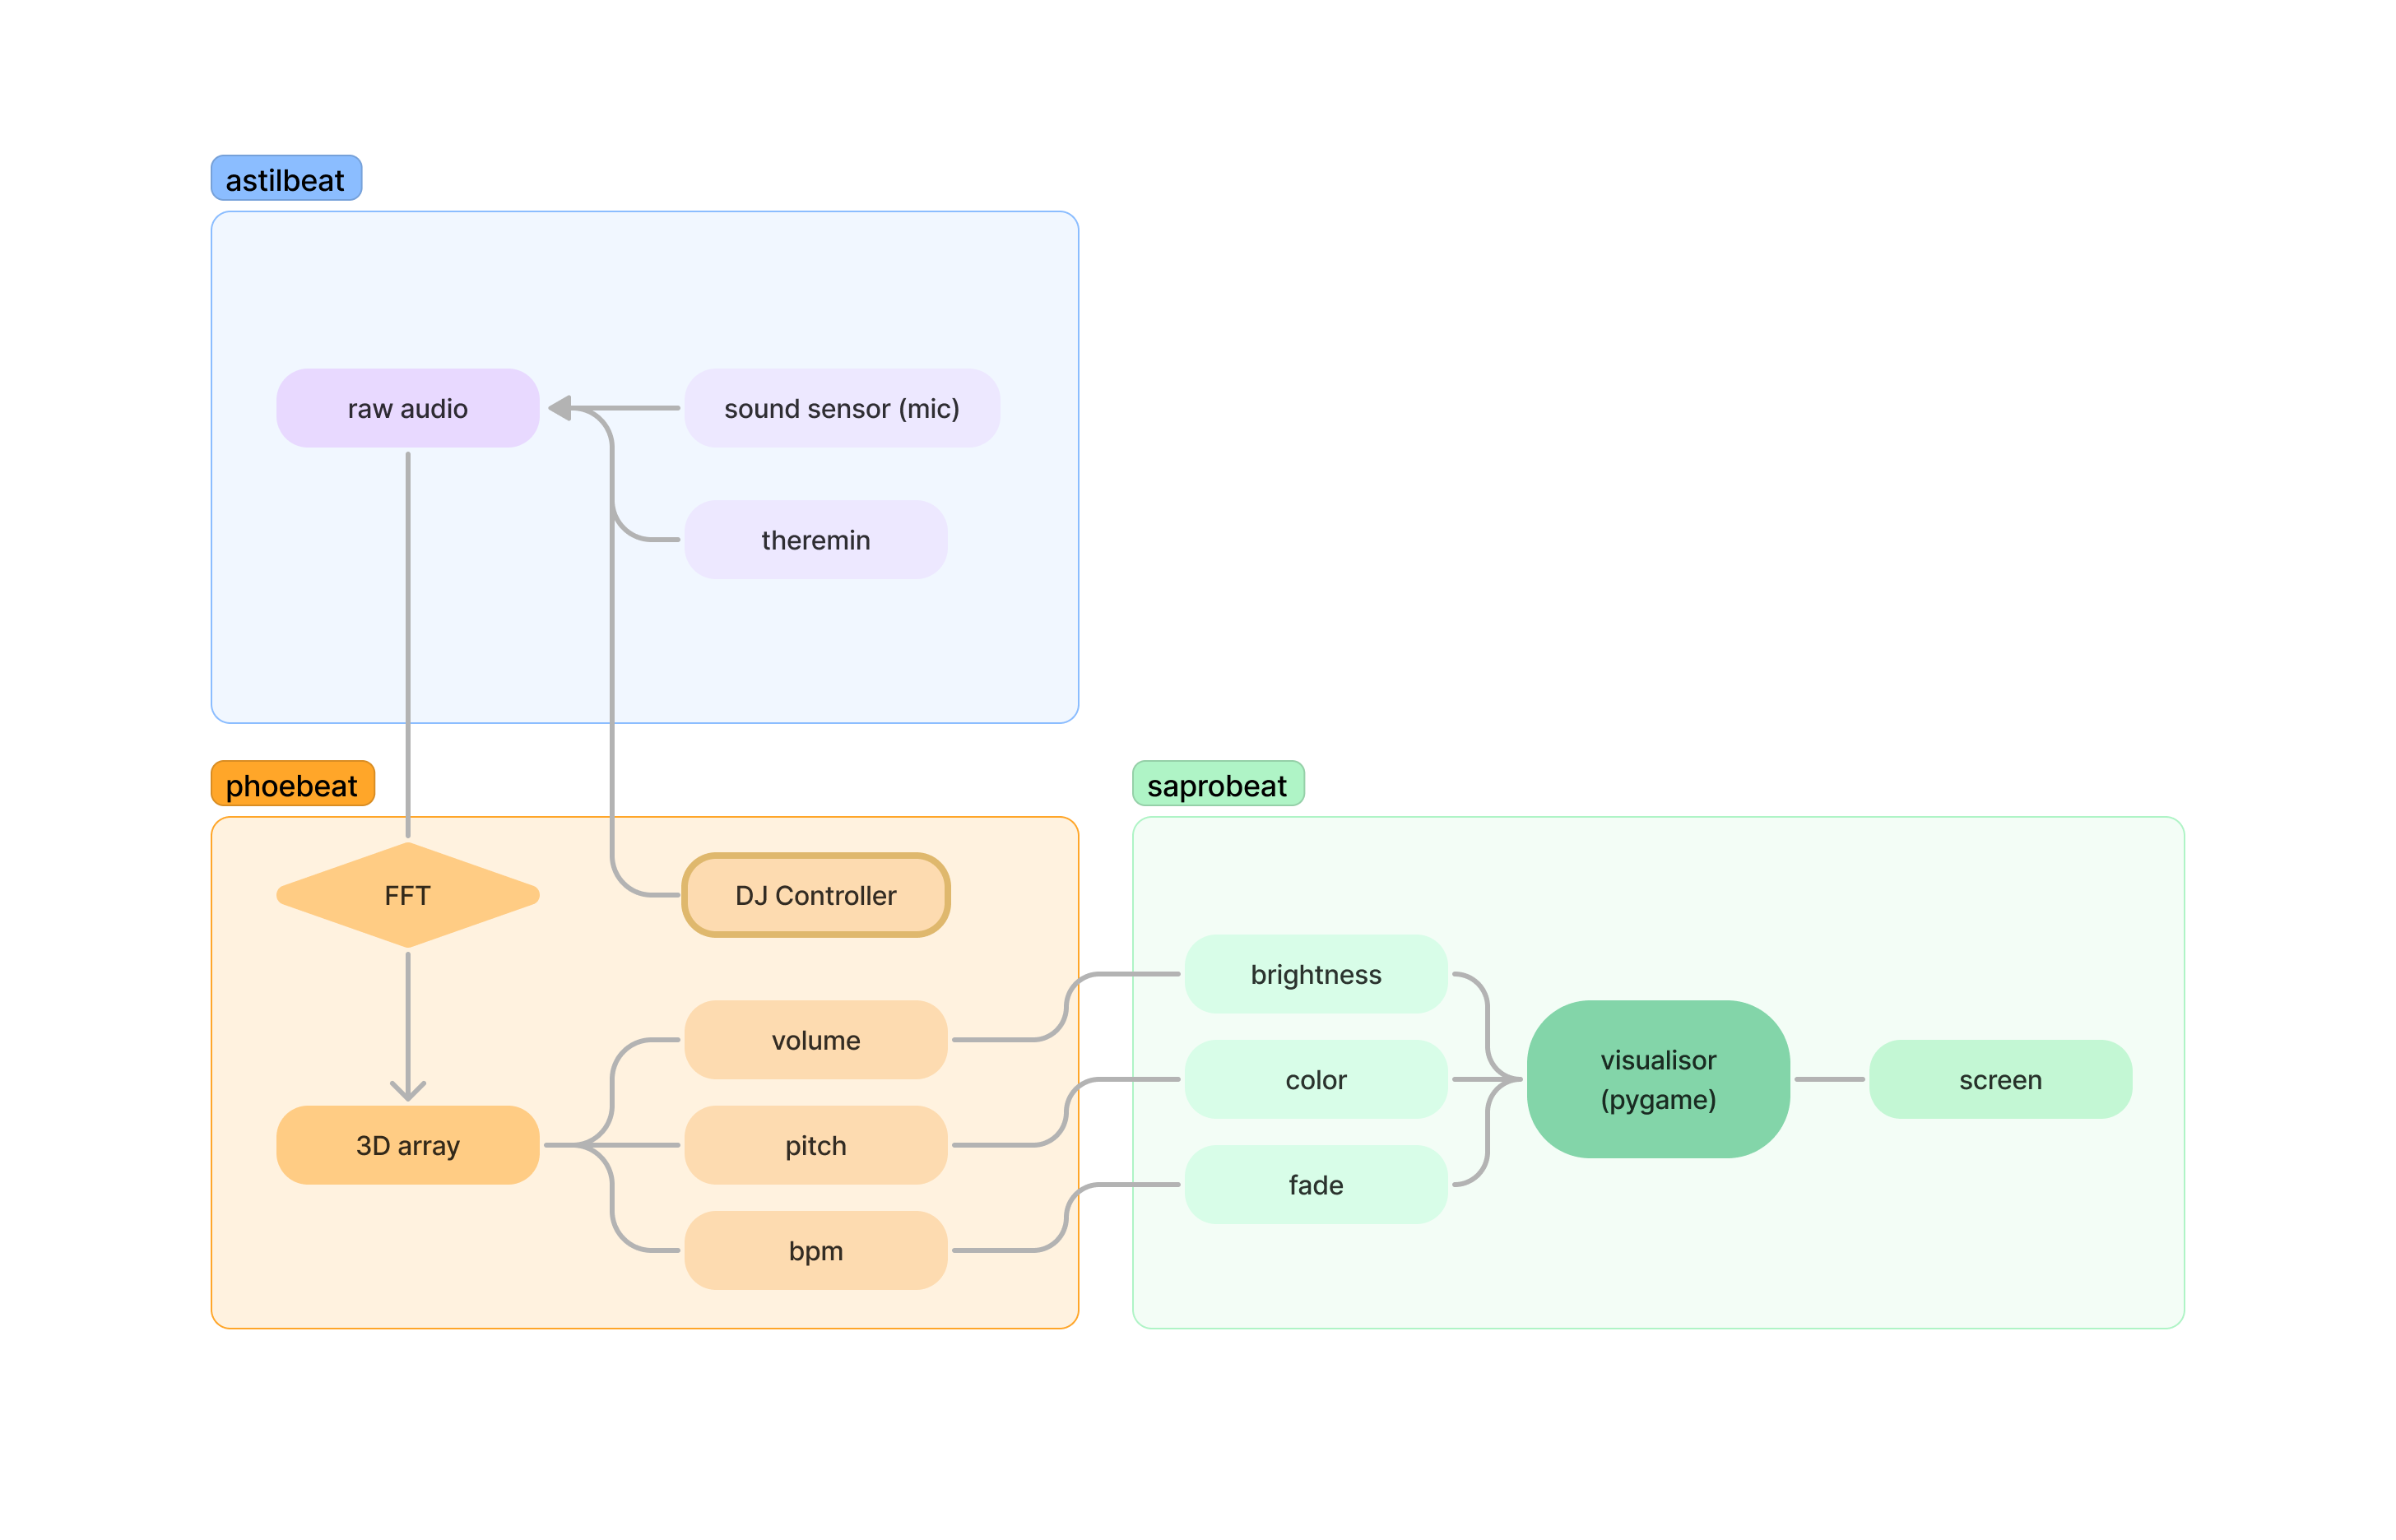 astilbeat
raw audio
sound sensor (mic)
theremin
phoebeat
FFT
DJ Controller
volume
3D array
pitch
bpm
saprobeat
brightness
color
fade
visualisor
(pygame)
screen